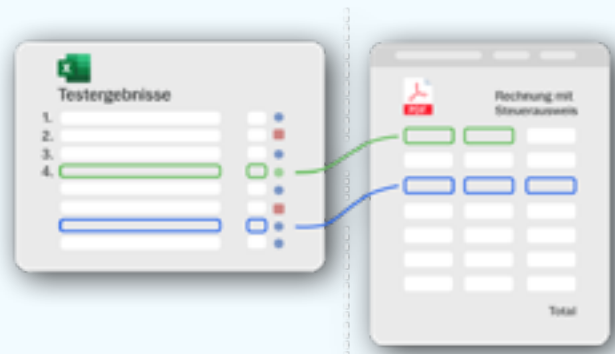 Testergebnisse
1.
2.
3.
4.
PDF
Rechnung mit
Steuerausweis
Total